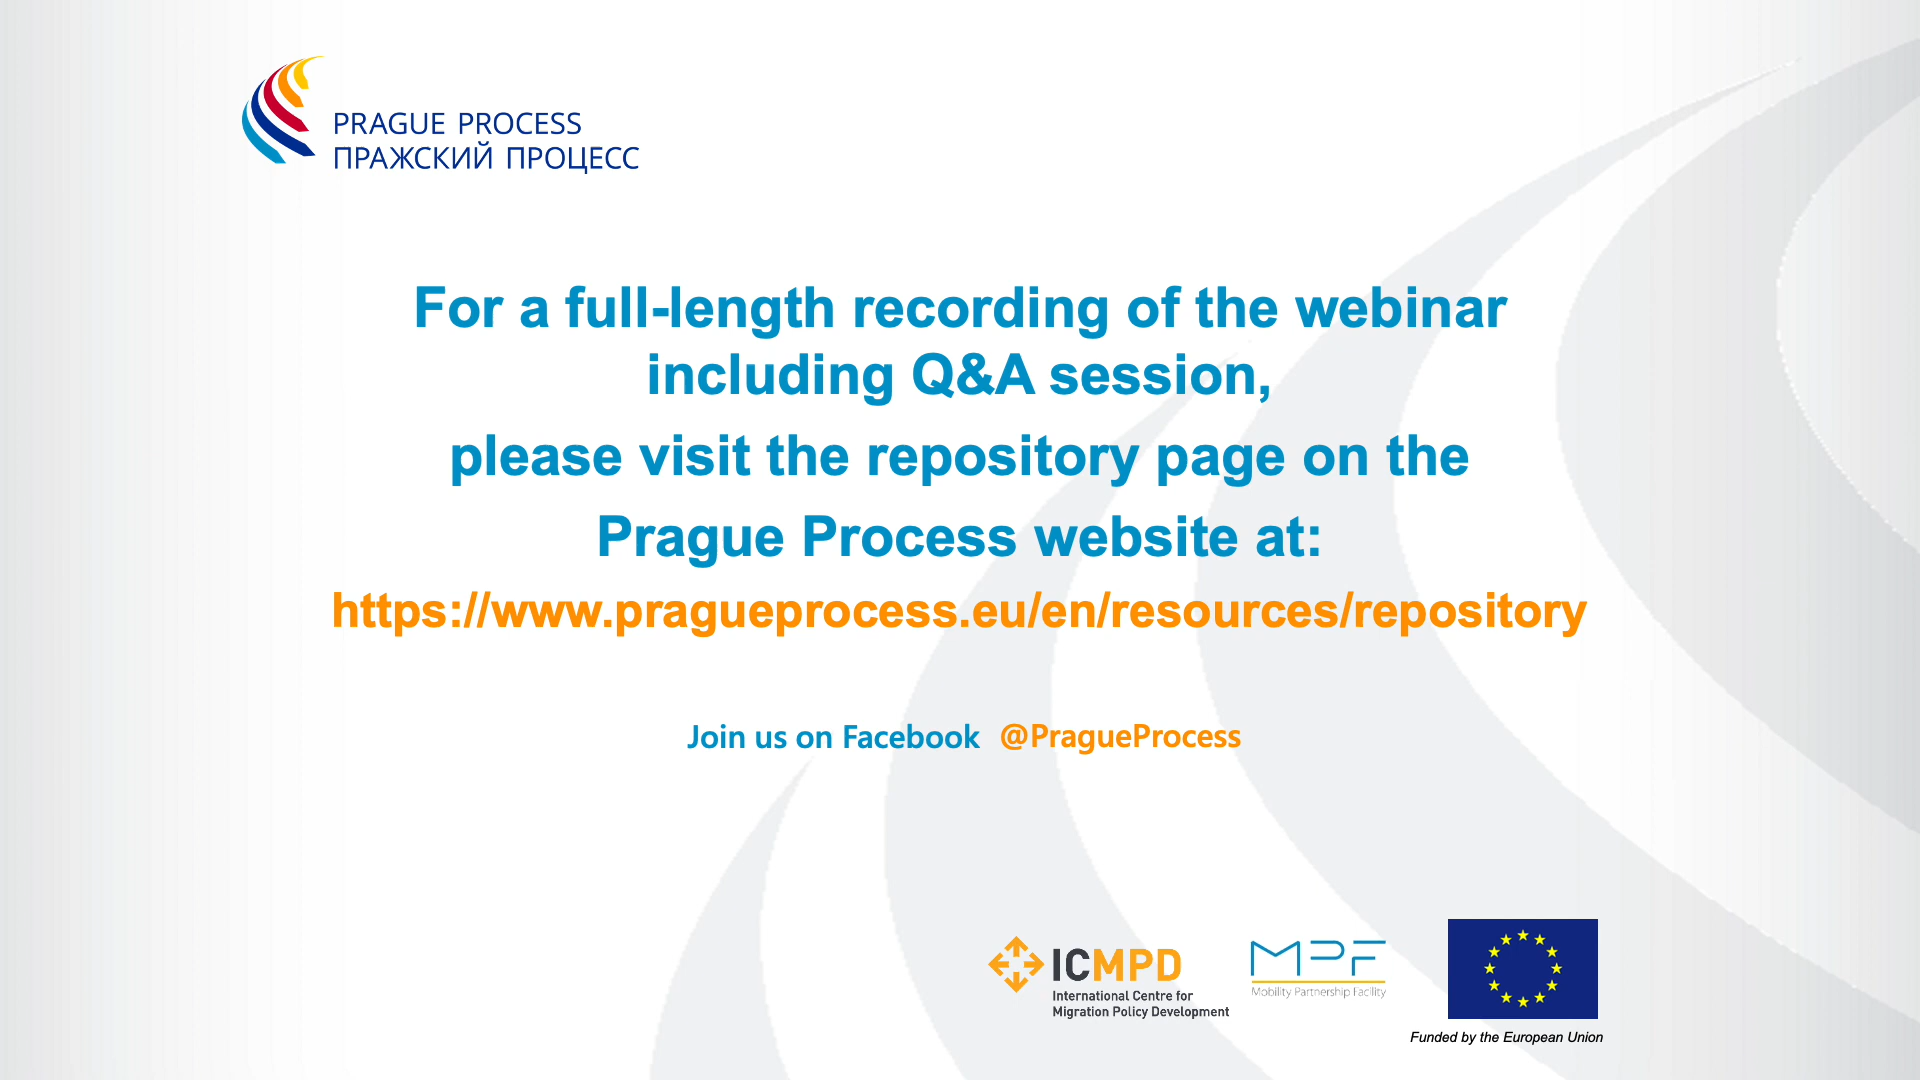 PRAGUE PROCESS
ПРАЖСКИЙ ПРОЦЕСС
For a full-length recording of the webinar
including Q&A session,
please visit the repository page on the
Prague Process website at:
https://www.pragueprocess.eu/en/resources/repository
Join us on Facebook @PragueProcess
ICMPD
International Centre for
Migration Policy Development
MPF
Mobility Partnership Facility
Funded by the European Union